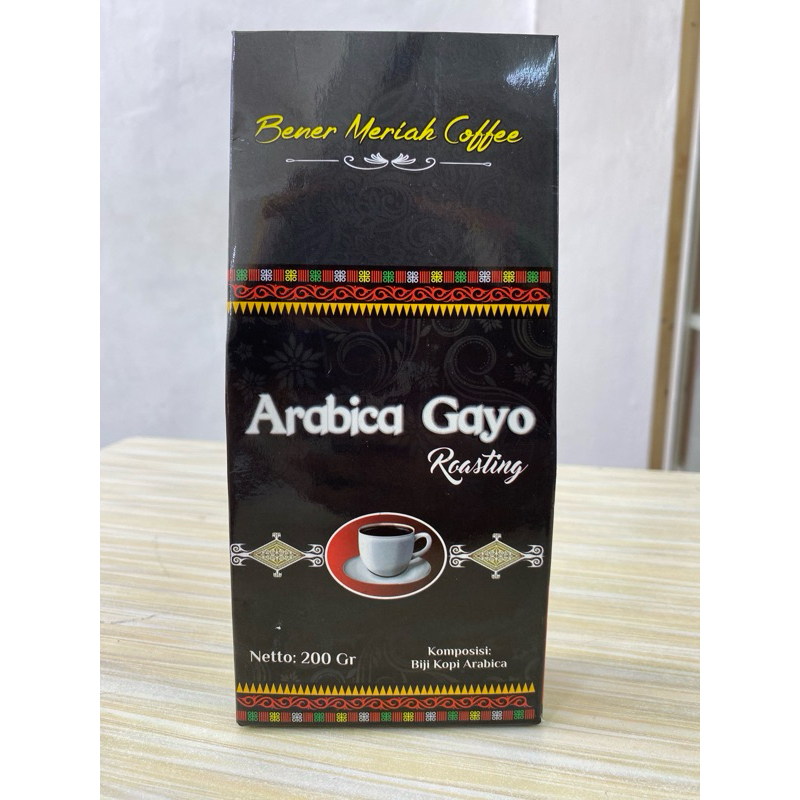 Bener Meriah Coffee
Arabica Gayo
Roasting
Netto: 200 Gr
Komposisi:
Biji Kopi Arabica